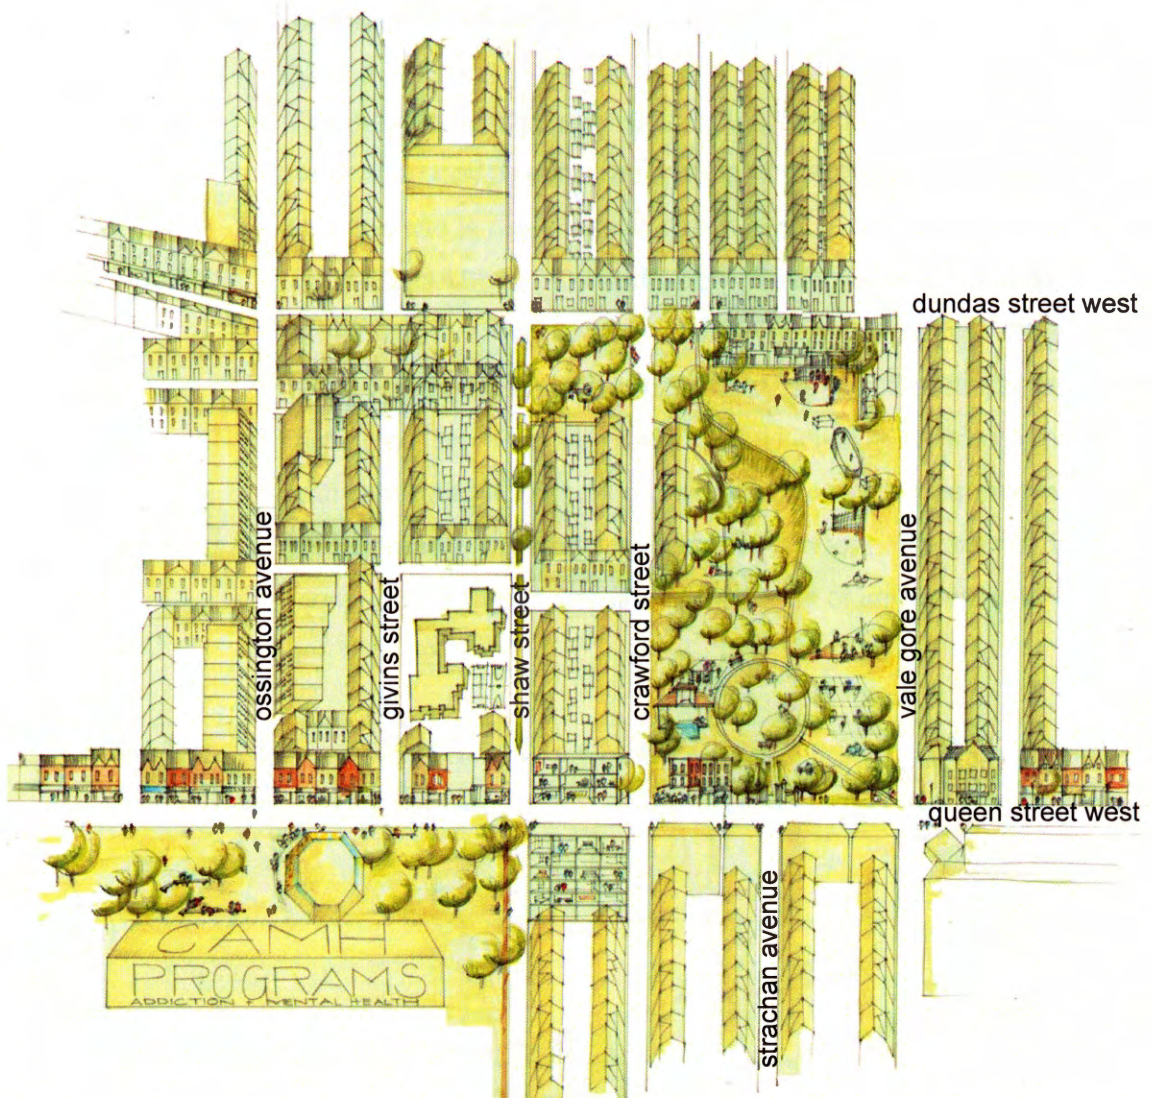 dundas street west
ossington avenue
givins street
shaw street
crawford street
vale gore avenue
queen street west
strachan avenue
CAMH
PROGRAMS
ADDICTION + MENTAL HEALTH